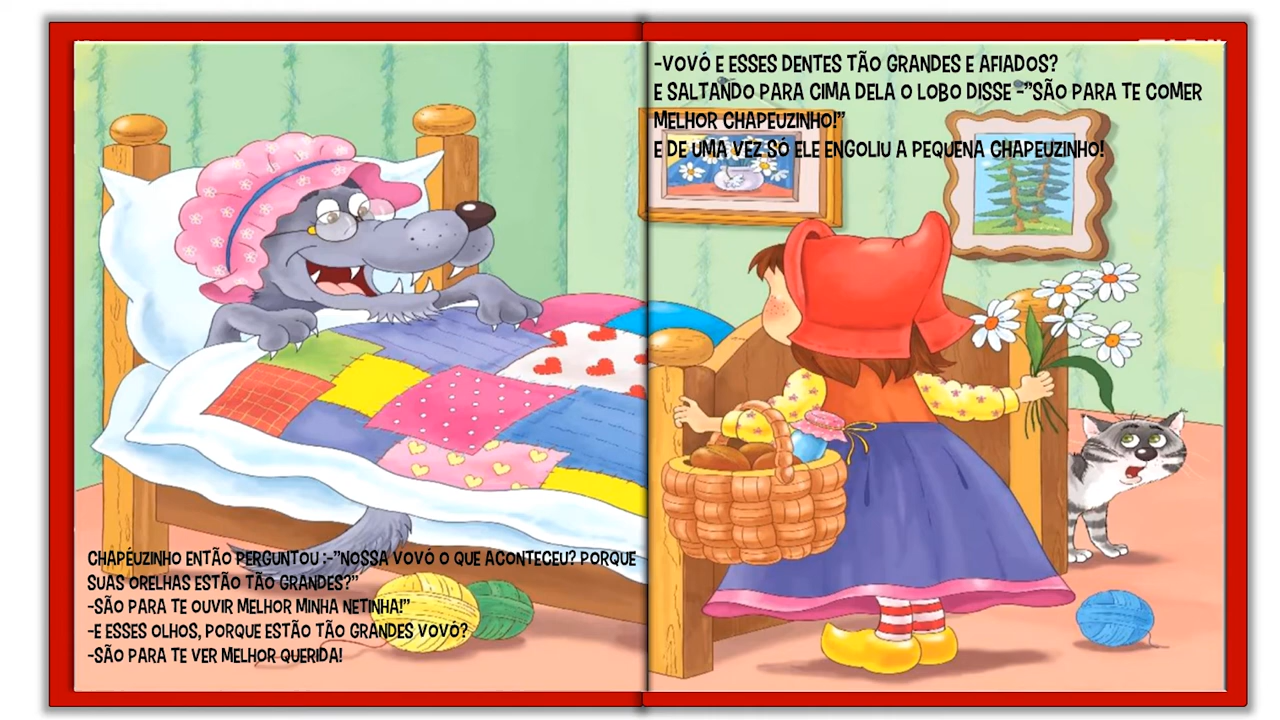 CHAPÉUZINHO ENTÃO PERGUNTOU :-"NOSSA VOVÓ O QUE ACONTECEU? PORQUE
SUAS ORELHAS ESTÃO TÃO GRANDES?"
-SÃO PARA TE OUVIR MELHOR MINHA NETINHA!"
-E ESSES OLHOS, PORQUE ESTÃO TÃO GRANDES VOVÓ?
-SÃO PARA TE VER MELHOR QUERIDA!
-VOVÓ E ESSES DENTES TÃO GRANDES E AFIADOS?
E SALTANDO PARA CIMA DELA O LOBO DISSE -"SÃO PARA TE COMER
MELHOR CHAPEUZINHO!"
E DE UMA VEZ SÓ ELE ENGOLIU A PEQUENA CHAPEUZINHO!